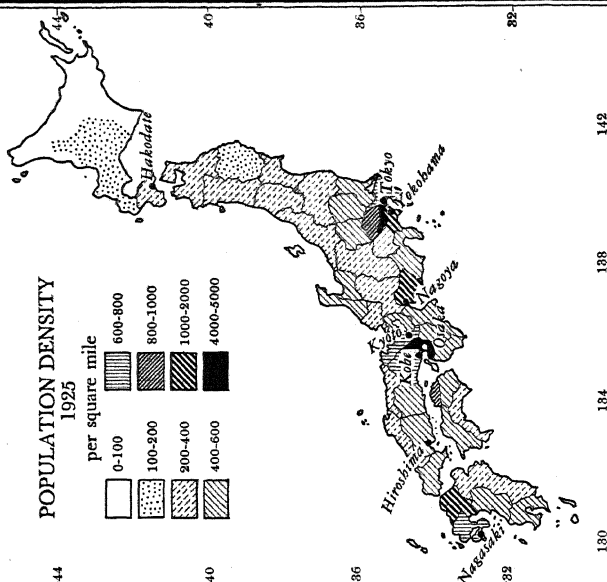 POPULATION DENSITY
1925
per square mile
0-100
100-200
200-400
400-600
600-800
800-1000
1000-2000
4000-5000
Hakodate
Tokyo
Yokohama
Nagoya
Kyoto
Osaka
Kobe
Hiroshima
Nagasaki
44
40
36
32
44
40
36
32
130
134
138
142